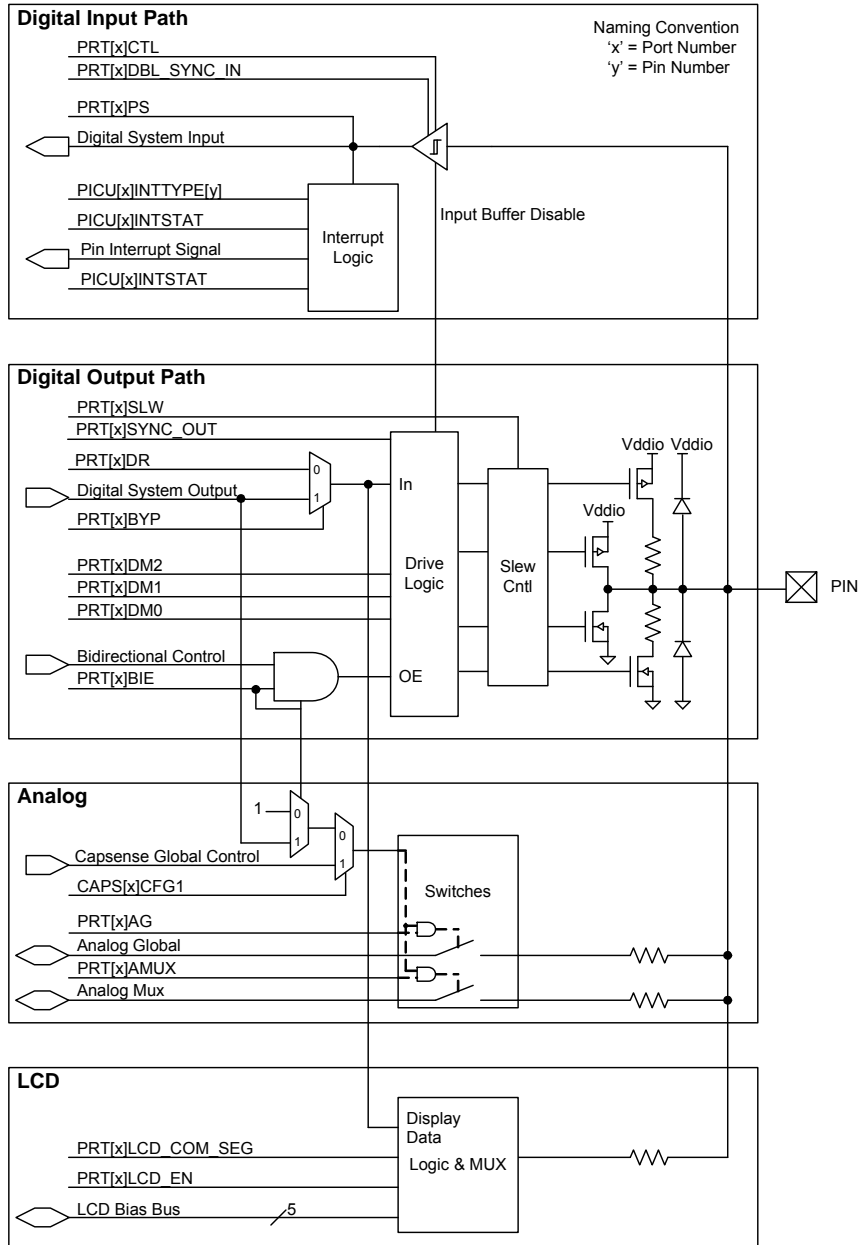 Digital Input Path
Naming Convention
'x' = Port Number
'y' = Pin Number
PRT[x]CTL
PRT[x]DBL_SYNC_IN
PRT[x]PS
Digital System Input
PICU[x]INTTYPE[y]
PICU[x]INTSTAT
Pin Interrupt Signal
PICU[x]INTSTAT
Interrupt
Logic
Input Buffer Disable
Digital Output Path
PRT[x]SLW
PRT[x]SYNC_OUT
PRT[x]DR
Digital System Output
PRT[x]BYP
0
1
PRT[x]DM2
PRT[x]DM1
PRT[x]DM0
Bidirectional Control
PRT[x]BIE
In
Drive
Logic
OE
Slew
Cntl
Vddio
Vddio
Vddio
PIN
Analog
1
0
1
0
1
Capsense Global Control
CAPS[x]CFG1
Switches
PRT[x]AG
Analog Global
PRT[x]AMUX
Analog Mux
LCD
Display
Data
Logic & MUX
PRT[x]LCD_COM_SEG
PRT[x]LCD_EN
LCD Bias Bus
5